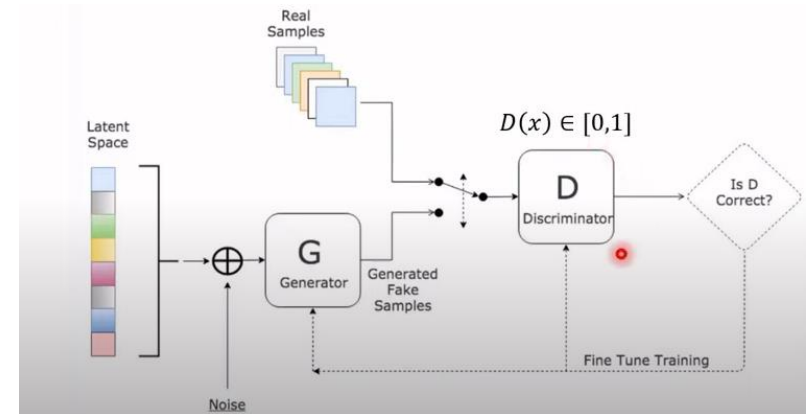 Real
Samples
Latent
Space
D(x) ∈ [0,1]
D
Discriminator
Is D
Correct?
G
Generator
Generated
Fake
Samples
Fine Tune Training
Noise